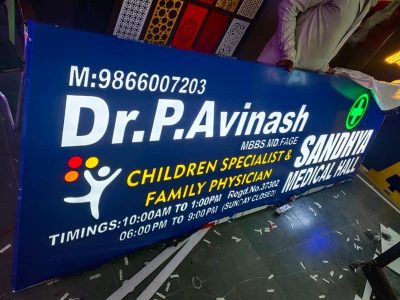 M:9866007203
Dr.P.Avinash
MBBS.MD.FAGE
CHILDREN SPECIALIST &
FAMILY PHYSICIAN
Regd.No.37302
TIMINGS:10:00AM TO 1:00PM
06:00 PM TO 9:00 PM (SUNDAY CLOSED)
SANDHYA
MEDICAL HALL